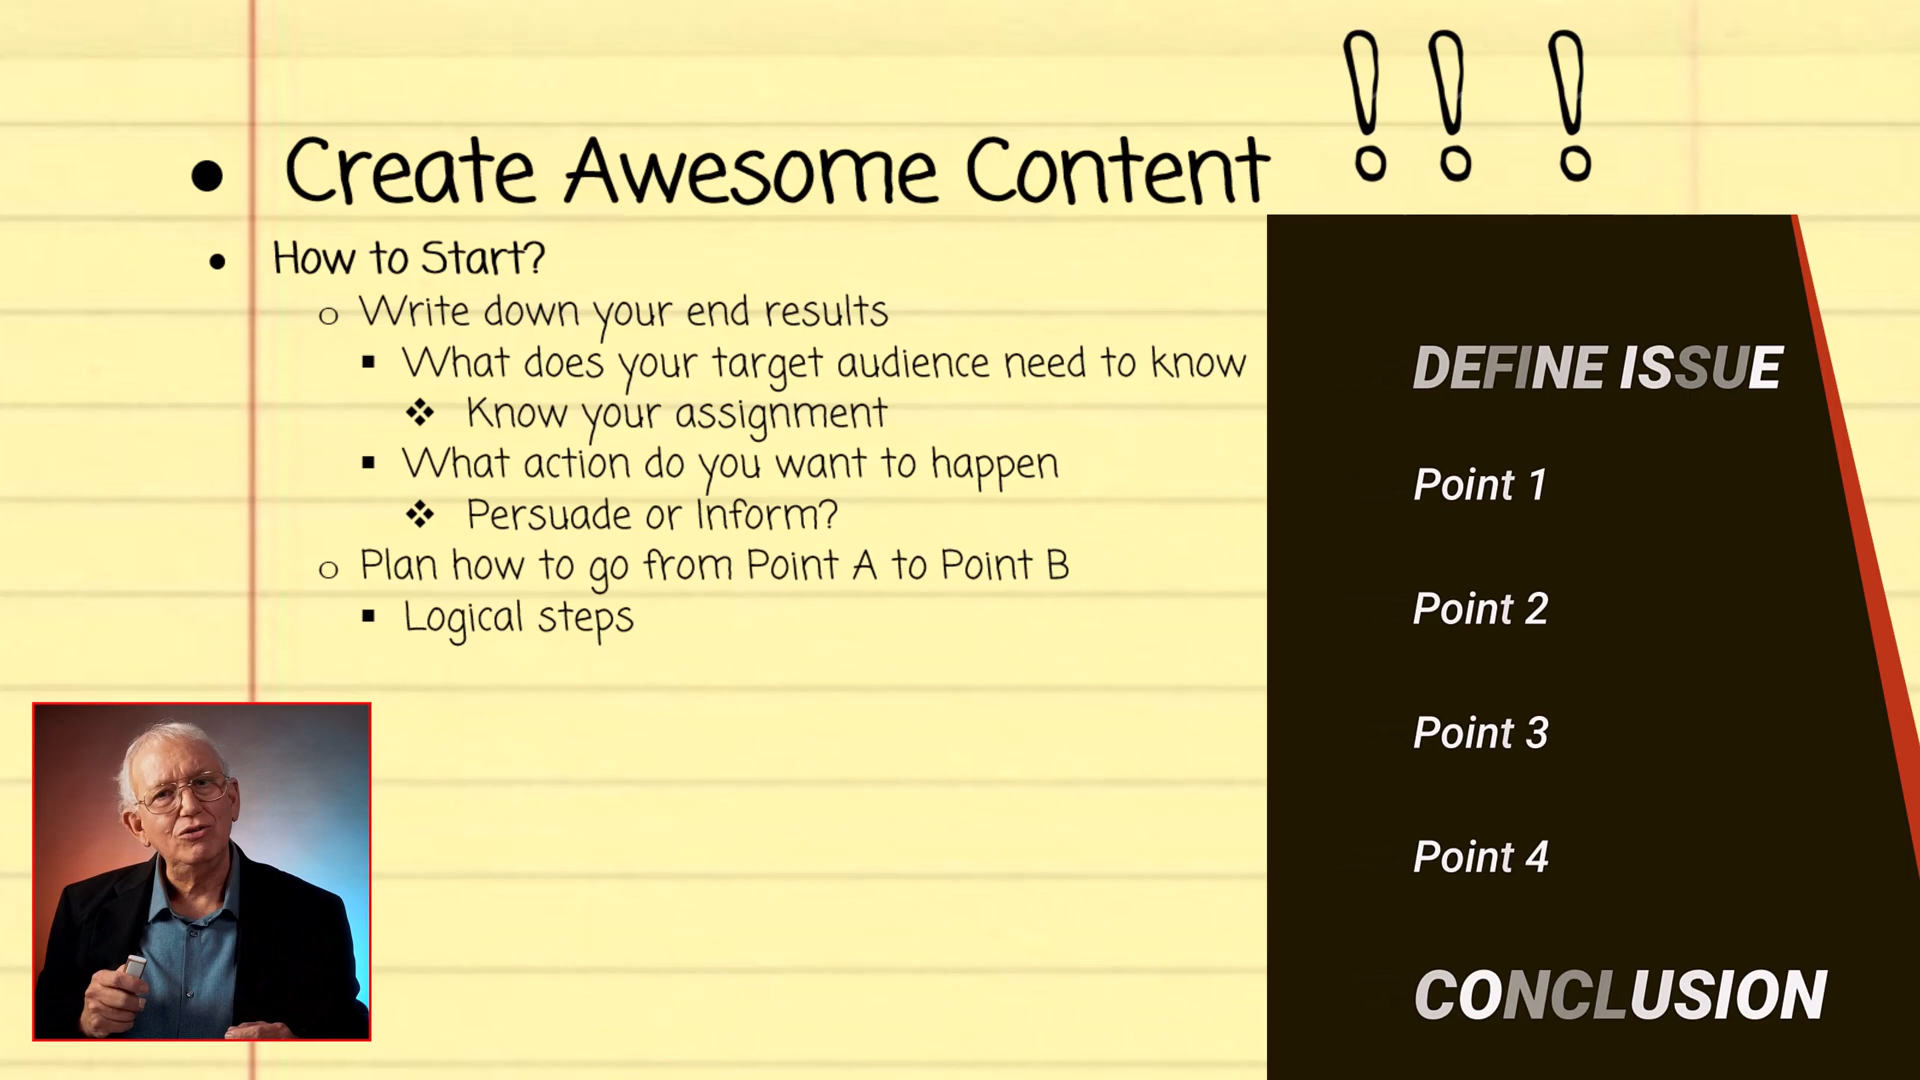 • Create Awesome Content ! ! !
• How to Start?
o Write down your end results
▪ What does your target audience need to know
❖ Know your assignment
▪ What action do you want to happen
❖ Persuade or Inform?
o Plan how to go from Point A to Point B
▪ Logical steps
DEFINE ISSUE
Point 1
Point 2
Point 3
Point 4
CONCLUSION